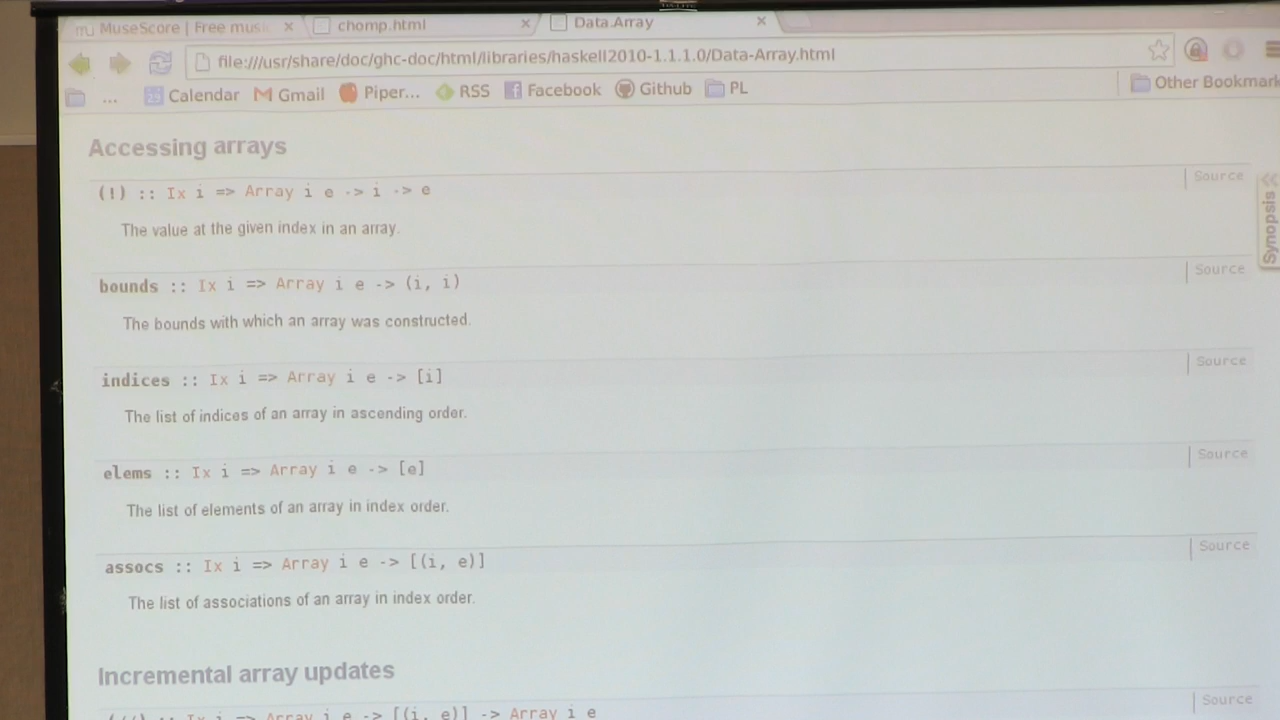 MuseScore | Free musi
chomp.html
Data.Array
file:///usr/share/doc/ghc-doc/html/libraries/haskell2010-1.1.1.0/Data-Array.html
... Calendar Gmail Piper... RSS Facebook Github PL Other Bookmark
Accessing arrays
(!) :: Ix i => Array i e -> i -> e Source
Synopsis
The value at the given index in an array.
bounds :: Ix i => Array i e -> (i, i) Source
The bounds with which an array was constructed.
indices :: Ix i => Array i e -> [i] Source
The list of indices of an array in ascending order.
elems :: Ix i => Array i e -> [e] Source
The list of elements of an array in index order.
assocs :: Ix i => Array i e -> [(i, e)] Source
The list of associations of an array in index order.
Incremental array updates
(//) :: Ix i => Array i e -> [(i, e)] -> Array i e Source